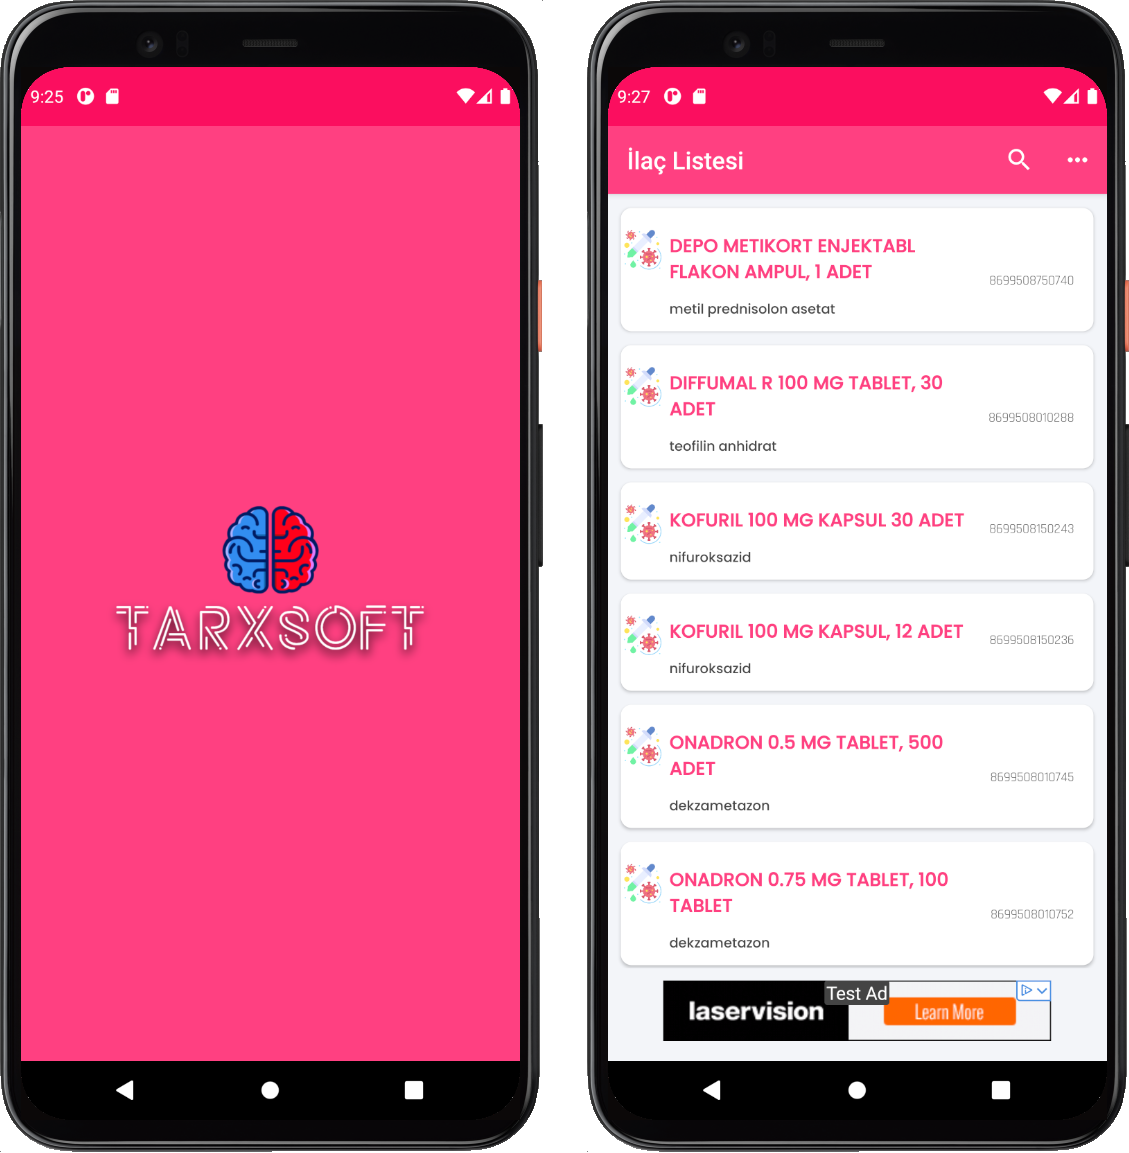 9:25
TARXSOFT
9:27
İlaç Listesi
DEPO METIKORT ENJEKTABL
FLAKON AMPUL, 1 ADET
8699508750740
metil prednisolon asetat
DIFFUMAL R 100 MG TABLET, 30
ADET
8699508010288
teofilin anhidrat
KOFURIL 100 MG KAPSUL 30 ADET
8699508150243
nifuroksazid
KOFURIL 100 MG KAPSUL, 12 ADET
8699508150236
nifuroksazid
ONADRON 0.5 MG TABLET, 500
ADET
8699508010745
dekzametazon
ONADRON 0.75 MG TABLET, 100
TABLET
8699508010752
dekzametazon
Test Ad
laservision
Learn More